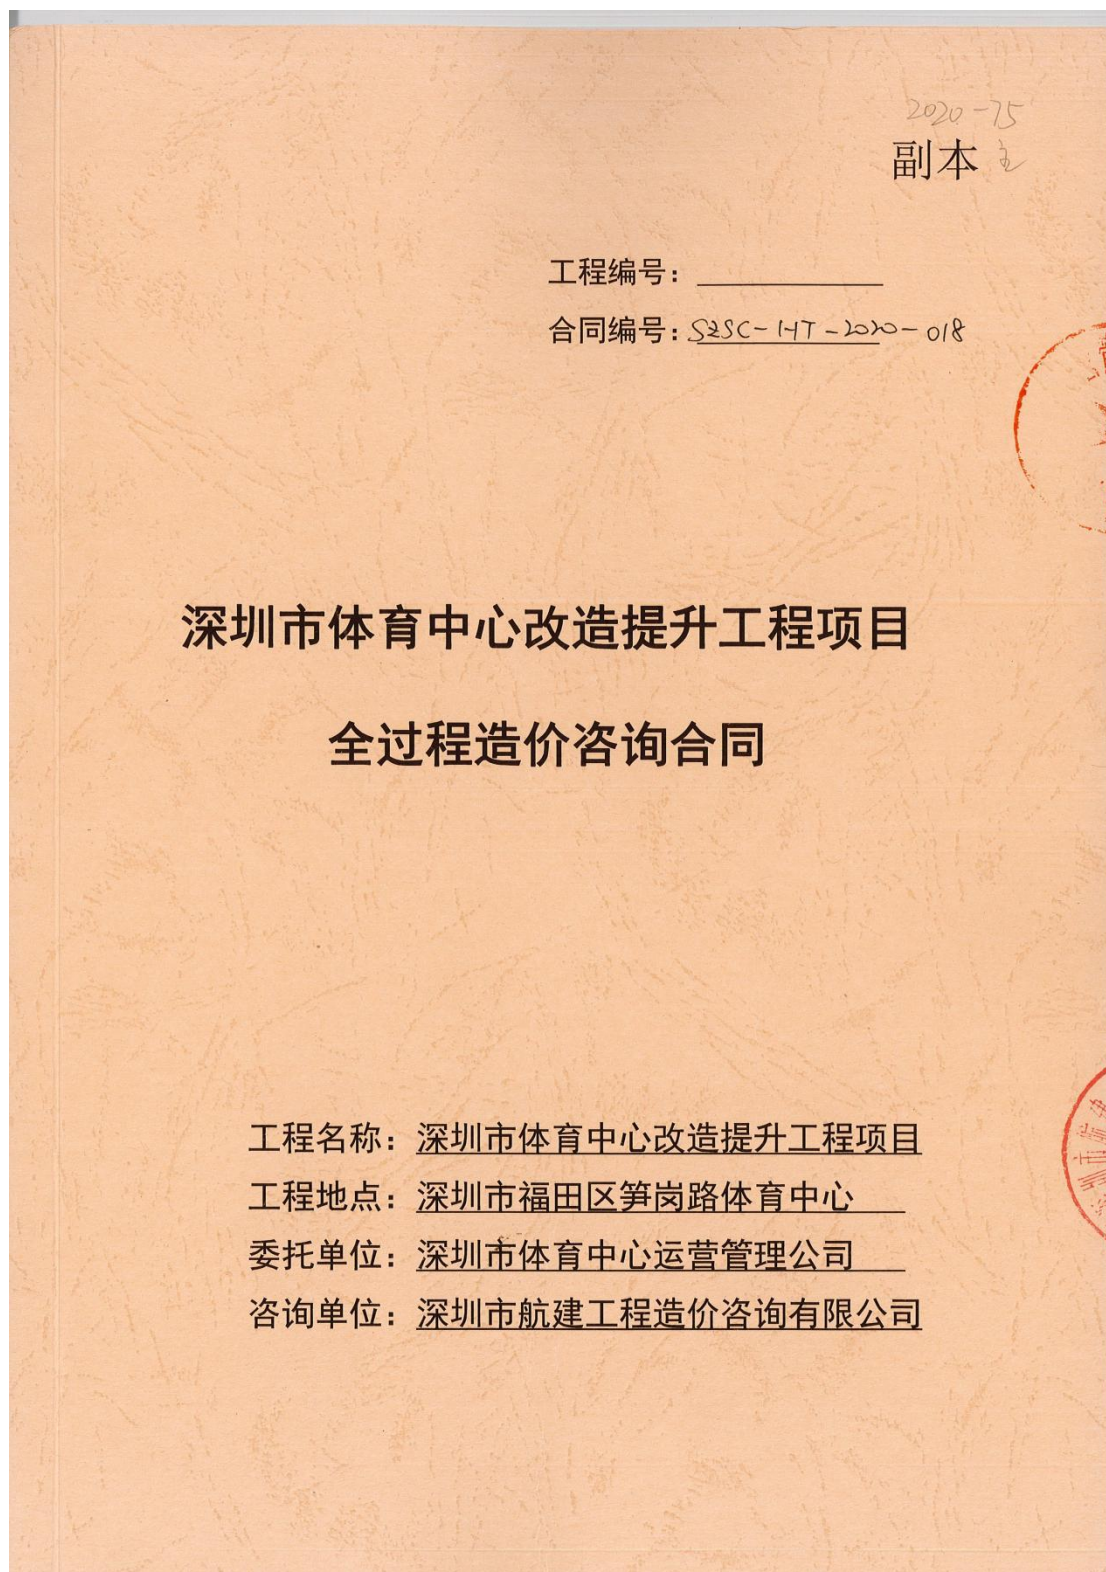 2020-75
副本
工程编号：
合同编号：SZSC-HT-2020-018
深圳市体育中心改造提升工程项目
全过程造价咨询合同
工程名称：深圳市体育中心改造提升工程项目
工程地点：深圳市福田区笋岗路体育中心
委托单位：深圳市体育中心运营管理公司
咨询单位：深圳市航建工程造价咨询有限公司